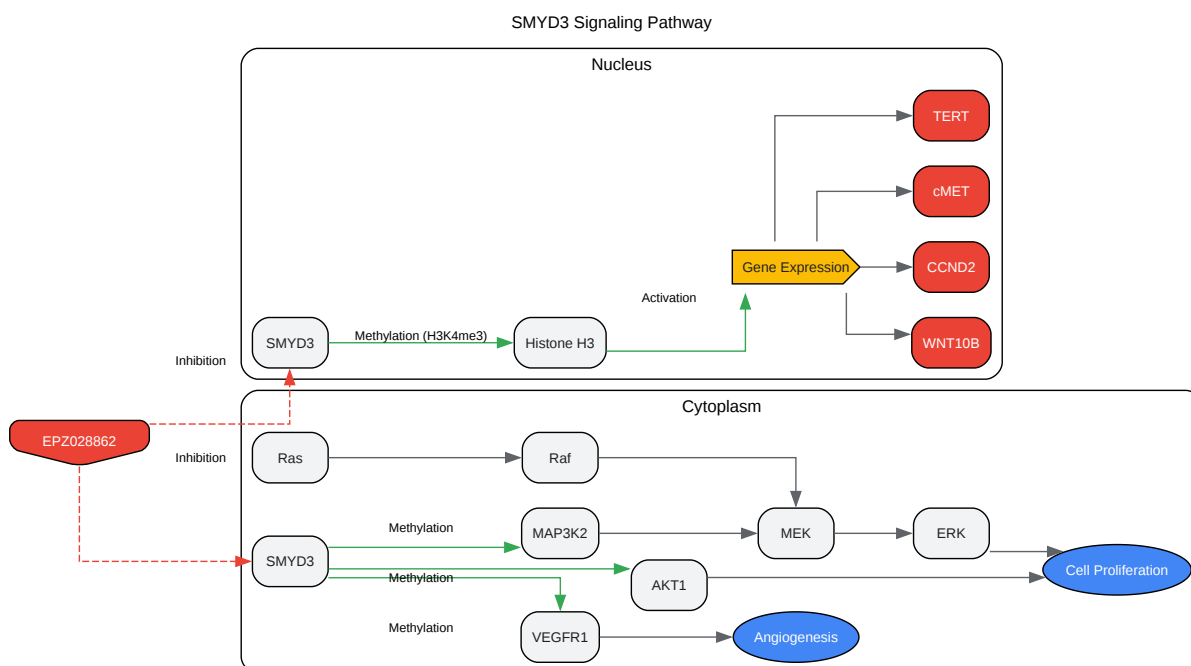 SMYD3 Signaling Pathway
Nucleus
TERT
cMET
Gene Expression
CCND2
Activation
SMYD3
Methylation (H3K4me3)
Histone H3
WNT10B
Inhibition
Cytoplasm
EPZ028862
Inhibition
Ras
Raf
Methylation
MAP3K2
MEK
ERK
SMYD3
Methylation
AKT1
Cell Proliferation
Methylation
VEGFR1
Angiogenesis